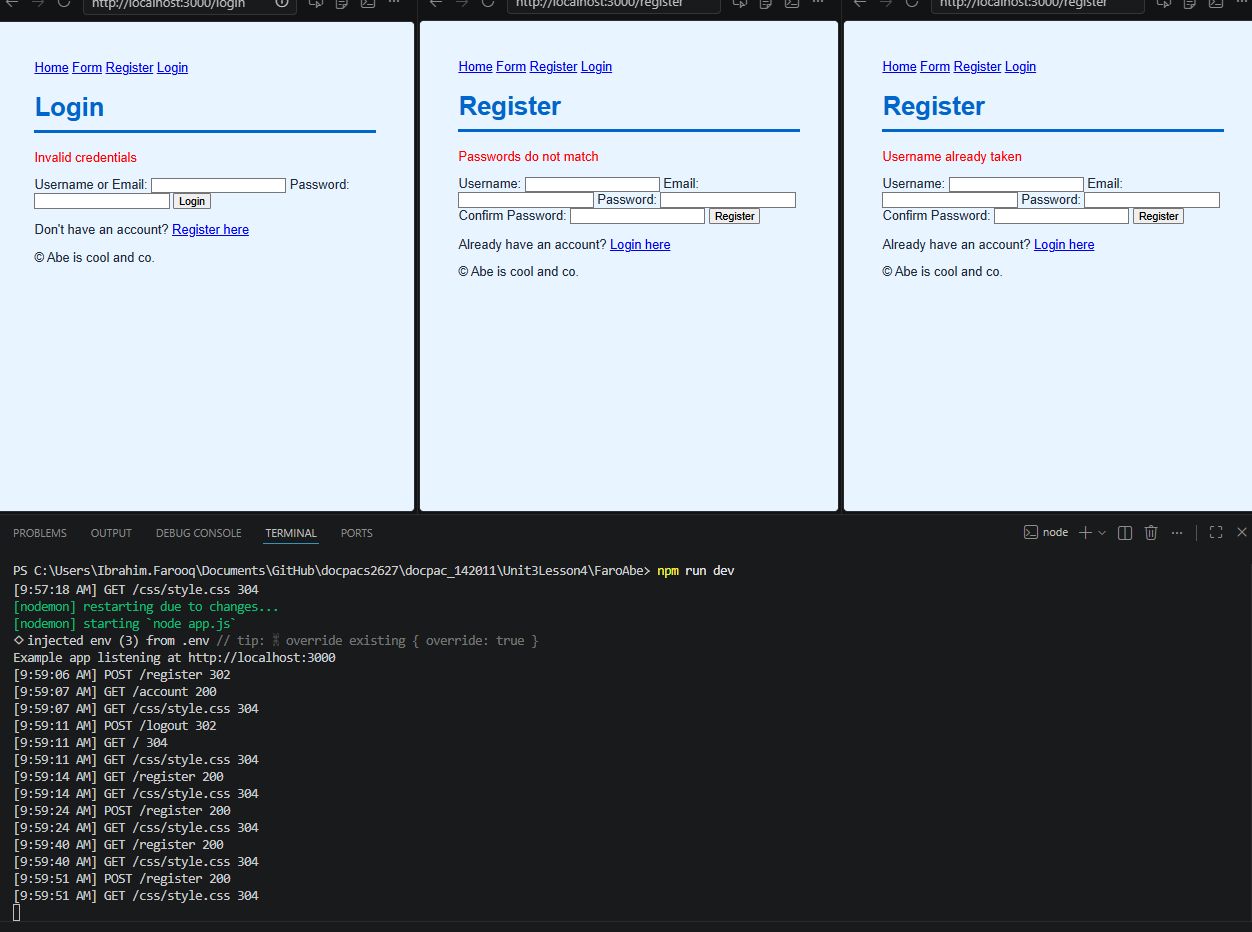 http://localhost:3000/login
Home Form Register Login
Login
Invalid credentials
Username or Email: Password:
Login
Don't have an account? Register here
© Abe is cool and co.
http://localhost:3000/register
Home Form Register Login
Register
Passwords do not match
Username: Email:
Password:
Confirm Password: Register
Already have an account? Login here
© Abe is cool and co.
http://localhost:3000/register
Home Form Register Login
Register
Username already taken
Username: Email:
Password:
Confirm Password: Register
Already have an account? Login here
© Abe is cool and co.
PROBLEMS OUTPUT DEBUG CONSOLE TERMINAL PORTS node
PS C:\Users\Ibrahim.Farooq\Documents\GitHub\docpacs2627\docpac_142011\Unit3Lesson4\FaroAbe> npm run dev
[9:57:18 AM] GET /css/style.css 304
[nodemon] restarting due to changes...
[nodemon] starting `node app.js`
◇ injected env (3) from .env // tip: override existing { override: true }
Example app listening at http://localhost:3000
[9:59:06 AM] POST /register 302
[9:59:07 AM] GET /account 200
[9:59:07 AM] GET /css/style.css 304
[9:59:11 AM] POST /logout 302
[9:59:11 AM] GET / 304
[9:59:11 AM] GET /css/style.css 304
[9:59:14 AM] GET /register 200
[9:59:14 AM] GET /css/style.css 304
[9:59:24 AM] POST /register 200
[9:59:24 AM] GET /css/style.css 304
[9:59:40 AM] GET /register 200
[9:59:40 AM] GET /css/style.css 304
[9:59:51 AM] POST /register 200
[9:59:51 AM] GET /css/style.css 304